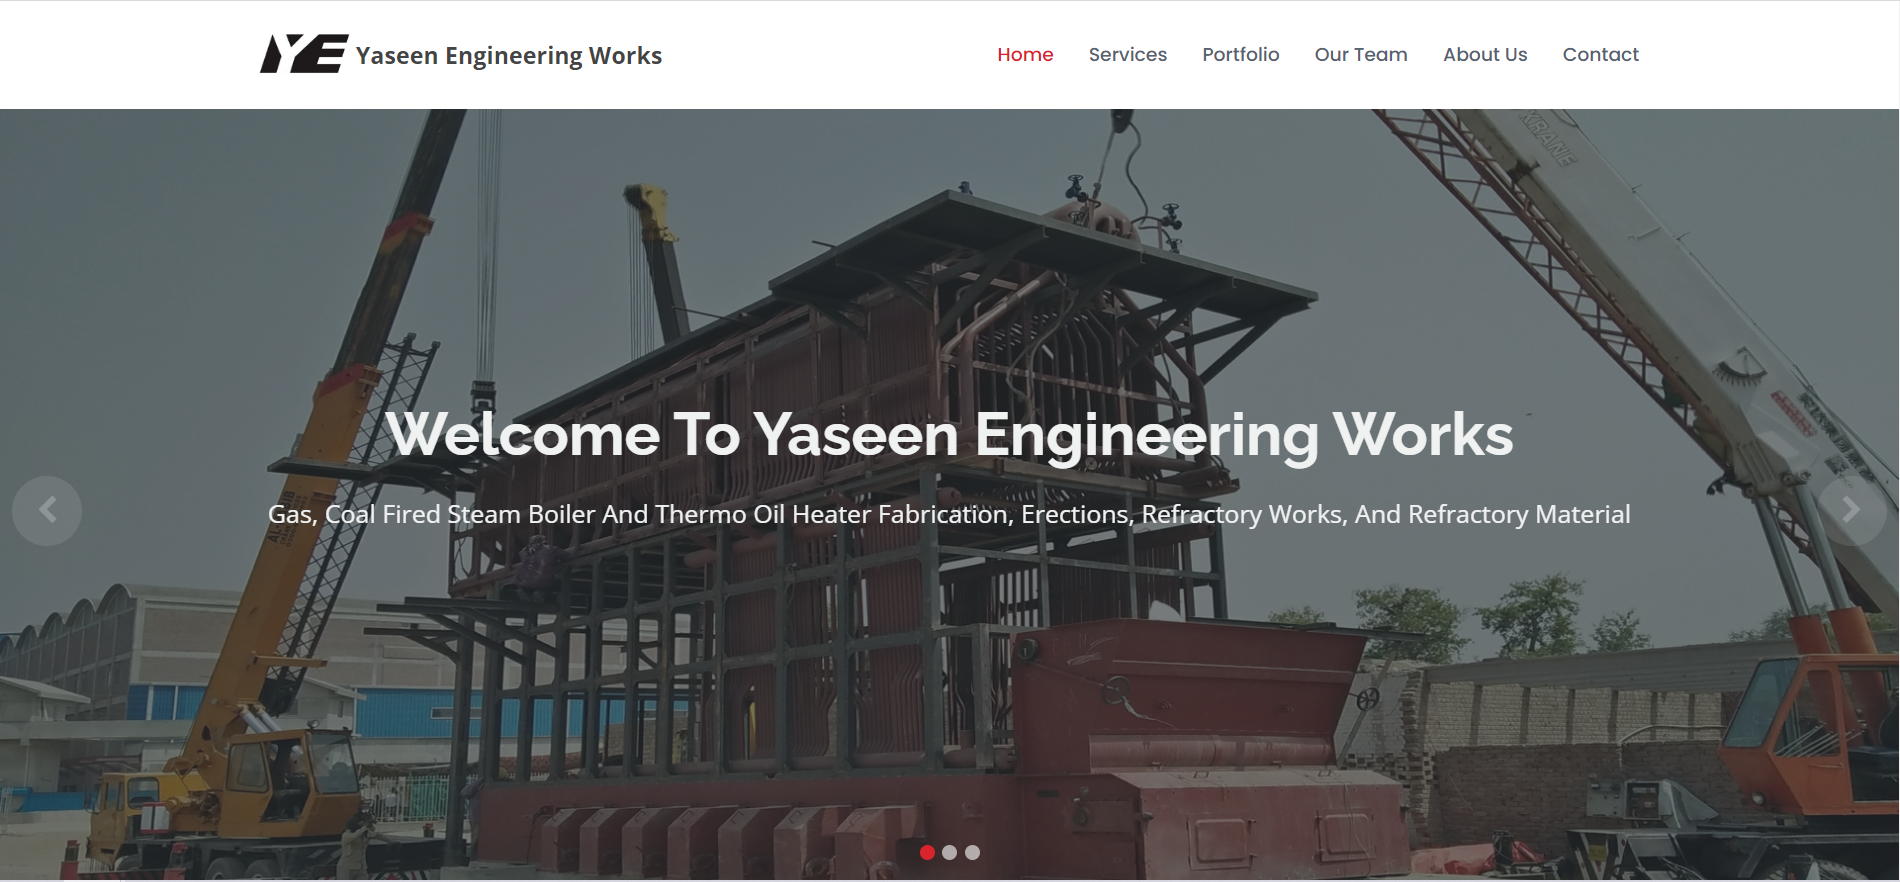 YE Yaseen Engineering Works
Home Services Portfolio Our Team About Us Contact
KRANE
Welcome To Yaseen Engineering Works
Gas, Coal Fired Steam Boiler And Thermo Oil Heater Fabrication, Erections, Refractory Works, And Refractory Material